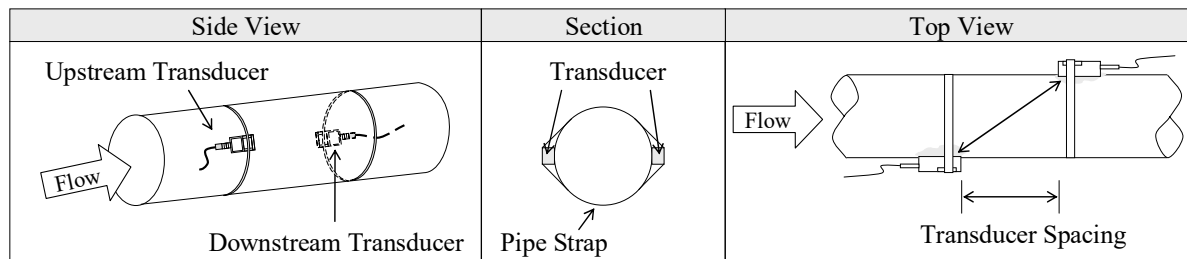 Side View
Section
Top View
Upstream Transducer
Flow
Downstream Transducer
Transducer
Pipe Strap
Flow
Transducer Spacing